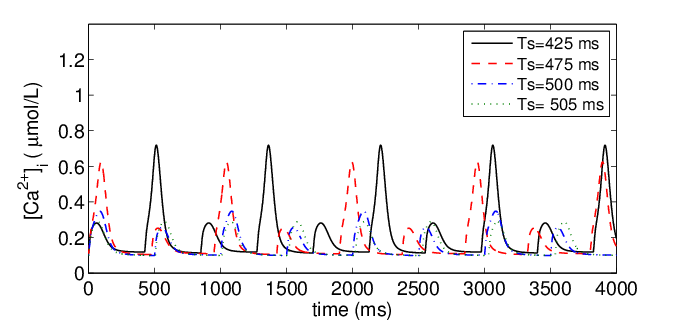 Ts=425 ms
Ts=475 ms
Ts=500 ms
Ts= 505 ms
[Ca2+]i ( μmol/L)
1.2
1
0.8
0.6
0.4
0.2
0
0 500 1000 1500 2000 2500 3000 3500 4000
time (ms)